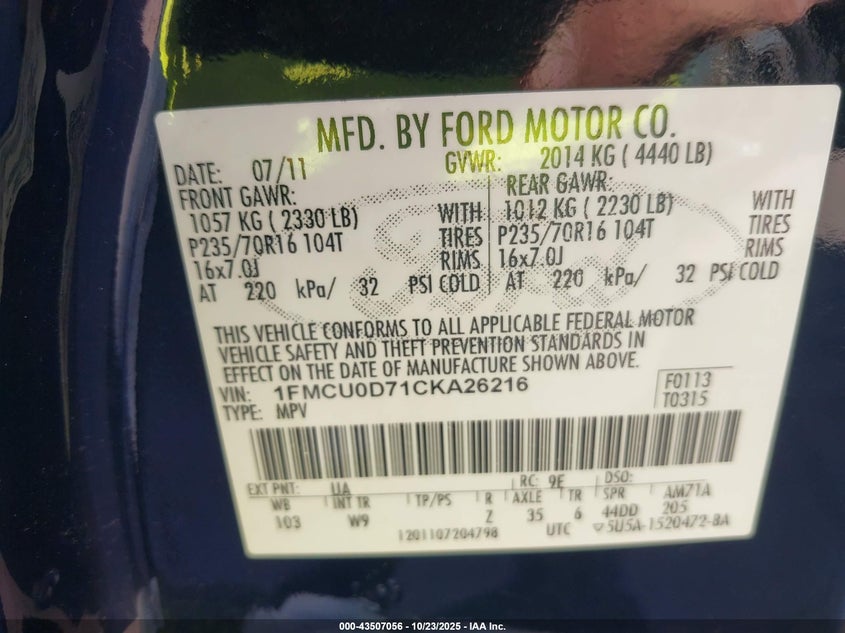 MFD. BY FORD MOTOR CO.
DATE: 07/11 GVWR: 2014 KG ( 4440 LB)
FRONT GAWR: REAR GAWR:
1057 KG ( 2330 LB) WITH 1012 KG ( 2230 LB) WITH
P235/70R16 104T TIRES P235/70R16 104T TIRES
16x7.0J RIMS 16x7.0J RIMS
AT 220 kPa/ 32 PSI COLD AT 220 kPa/ 32 PSI COLD
Ford
THIS VEHICLE CONFORMS TO ALL APPLICABLE FEDERAL MOTOR
VEHICLE SAFETY AND THEFT PREVENTION STANDARDS IN
EFFECT ON THE DATE OF MANUFACTURE SHOWN ABOVE.
VIN: 1FMCU0D71CKA26216 F0113
TYPE: MPV T0315
EXT PNT: UA RC: 9E DSO:
WB INT TR TP/PS R AXLE TR SPR AM71A
103 W9 Z 35 6 44DD 205
1201107204798 UTC 5U5A-1520472-BA
000-43507056 - 10/23/2025 - IAA Inc.